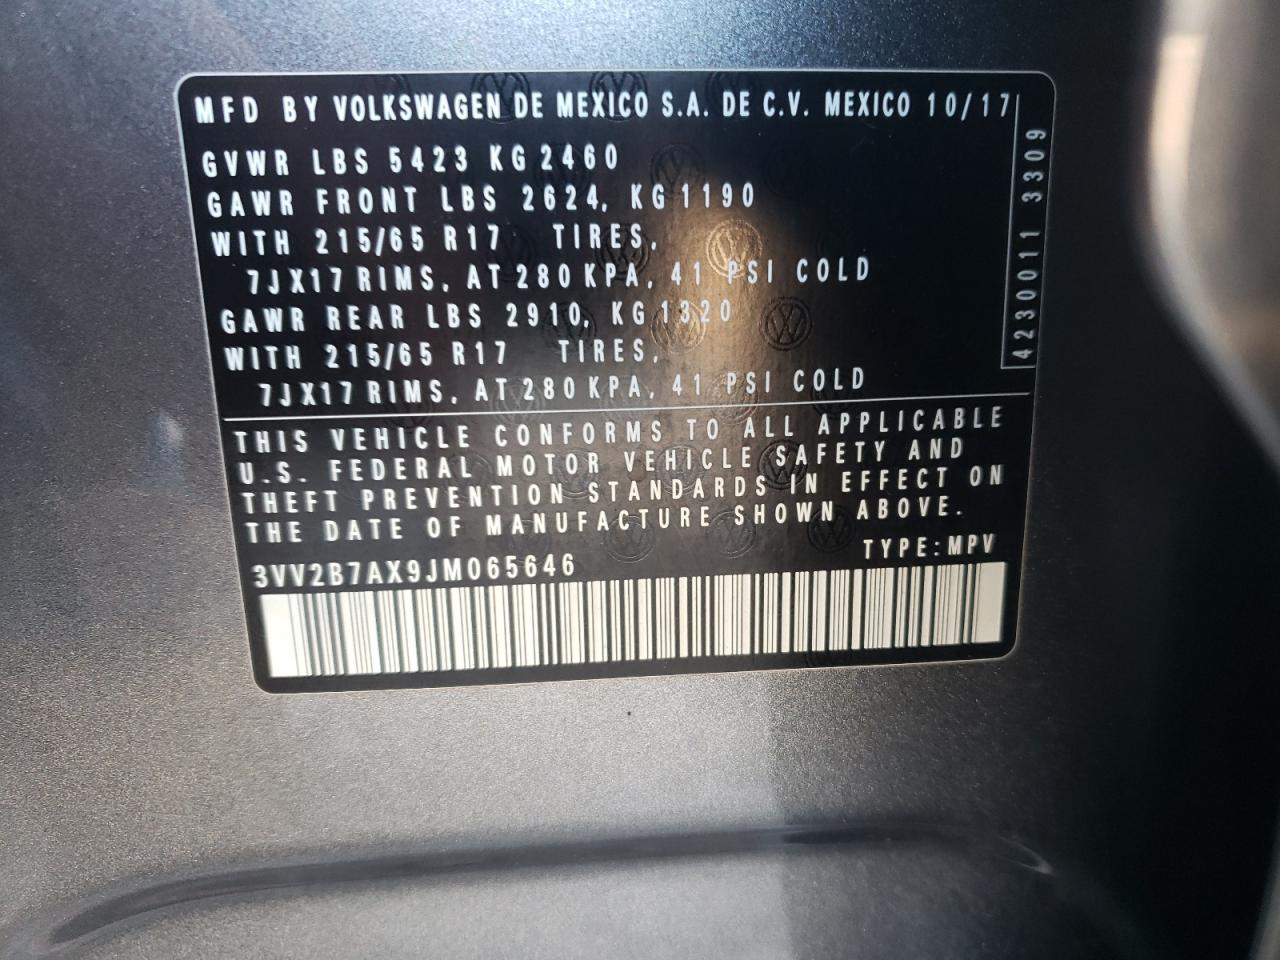 MFD BY VOLKSWAGEN DE MEXICO S.A. DE C.V. MEXICO 10/17
GVWR LBS 5423 KG 2460
GAWR FRONT LBS 2624, KG 1190
WITH 215/65 R17 TIRES,
7JX17 RIMS, AT 280 KPA, 41 PSI COLD
GAWR REAR LBS 2910, KG 1320
WITH 215/65 R17 TIRES,
7JX17 RIMS, AT 280 KPA, 41 PSI COLD
4230011 3309
THIS VEHICLE CONFORMS TO ALL APPLICABLE
U.S. FEDERAL MOTOR VEHICLE SAFETY AND
THEFT PREVENTION STANDARDS IN EFFECT ON
THE DATE OF MANUFACTURE SHOWN ABOVE.
3VV2B7AX9JM065646 TYPE:MPV